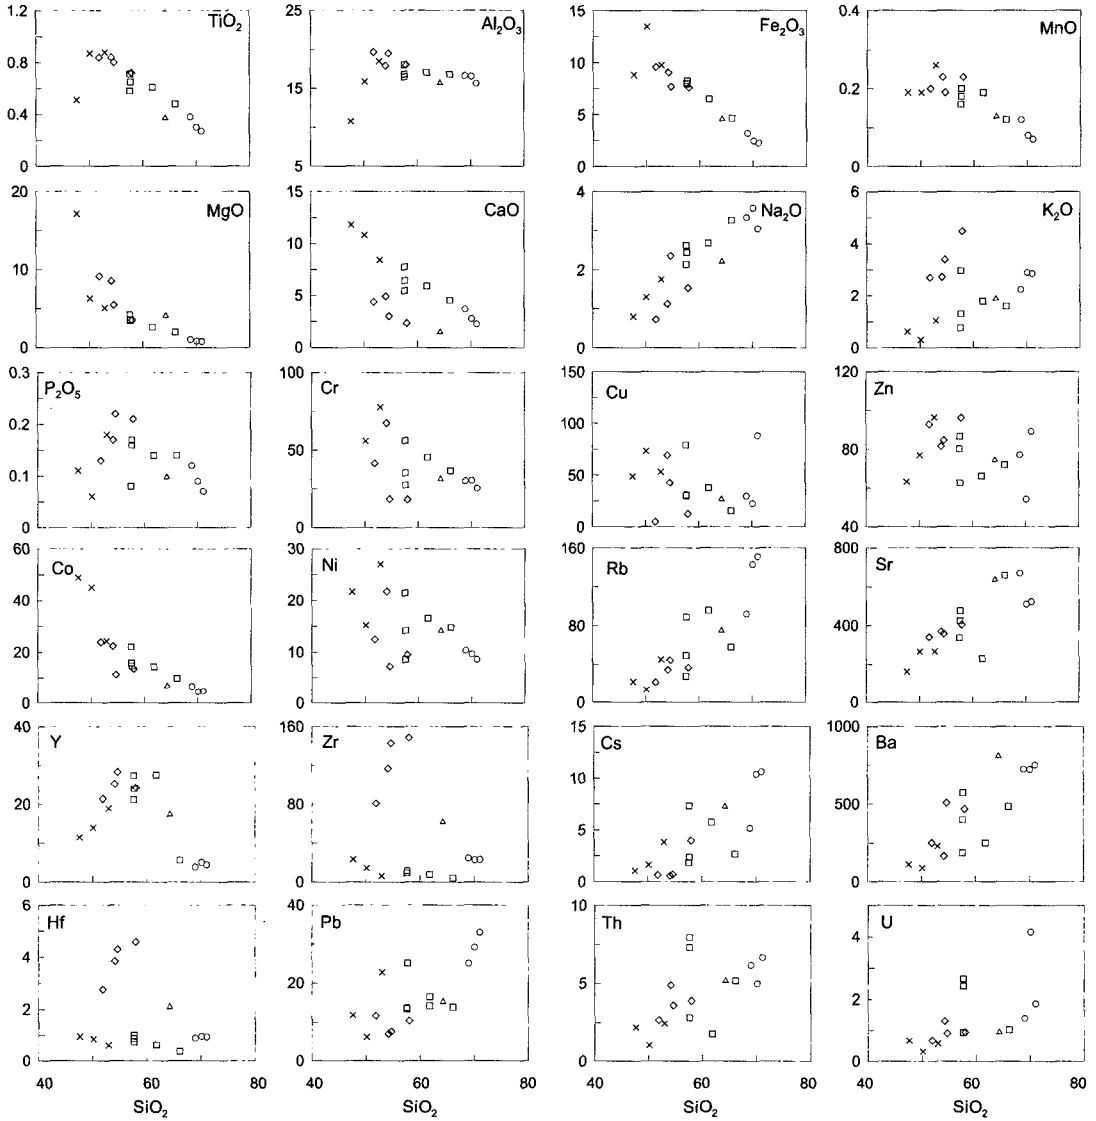 1.2
TiO₂
0.8
0.4
0
25
Al₂O₃
15
5
15
Fe₂O₃
10
5
0
0.4
MnO
0.2
0
20
MgO
15
10
5
0
15
CaO
10
5
0
4
Na₂O
2
0
6
K₂O
4
2
0
0.3
P₂O₅
0.2
0.1
0
100
Cr
50
0
150
Cu
100
50
0
120
Zn
80
40
60
Co
40
20
0
30
Ni
20
10
0
160
Rb
80
0
800
Sr
400
0
40
Y
20
0
160
Zr
80
0
15
Cs
10
5
0
1000
Ba
500
0
6
Hf
4
2
0
40 60 80
SiO₂
40
Pb
20
0
40 60 80
SiO₂
10
Th
5
0
40 60 80
SiO₂
U
4
2
0
40 60 80
SiO₂